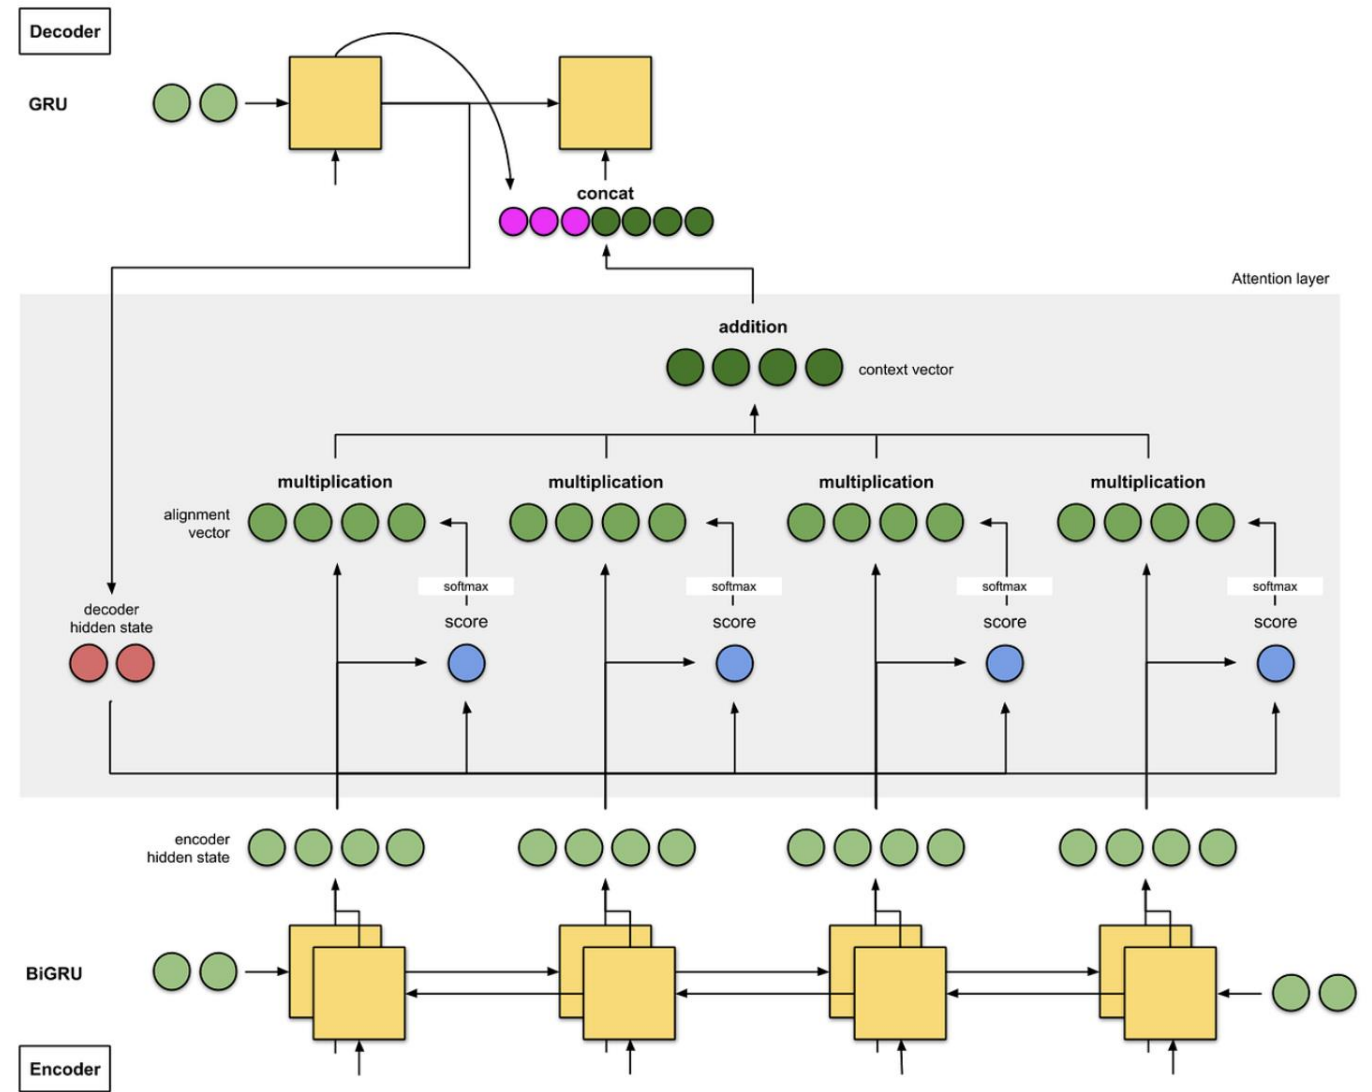 Decoder
GRU
concat
Attention layer
addition
context vector
multiplication
multiplication
multiplication
multiplication
alignment
vector
softmax
softmax
softmax
softmax
decoder
hidden state
score
score
score
score
encoder
hidden state
BiGRU
Encoder